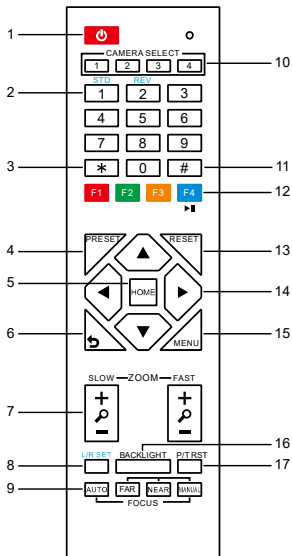 1
CAMERA SELECT
1 2 3 4
10
STD REV
2
1 2 3
4 5 6
7 8 9
3
* 0 #
11
F1 F2 F3 F4
12
4
PRESET
RESET
13
5
HOME
14
6
MENU
15
SLOW ZOOM FAST
7
+ +
− −
16
8
L/R SET
BACKLIGHT
P/T RST
17
9
AUTO FAR NEAR MANUAL
FOCUS